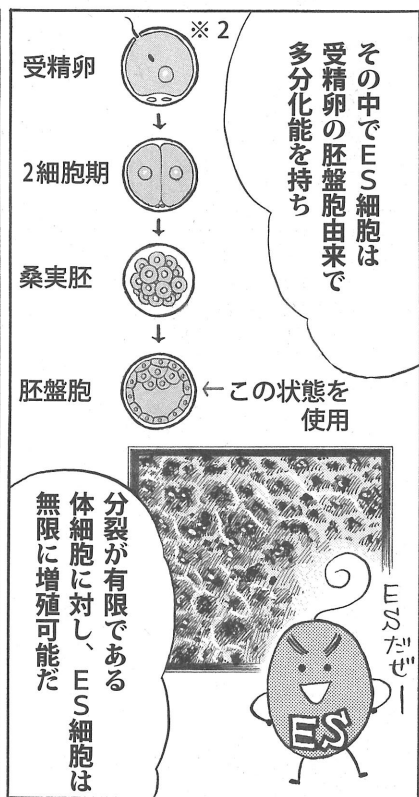 その中でES細胞は
受精卵の胚盤胞由来で
多分化能を持ち
※2
受精卵
↓
2細胞期
↓
桑実胚
↓
胚盤胞
←この状態を
使用
ESだぜー
ES
分裂が有限である
体細胞に対し、ES細胞は
無限に増殖可能だ